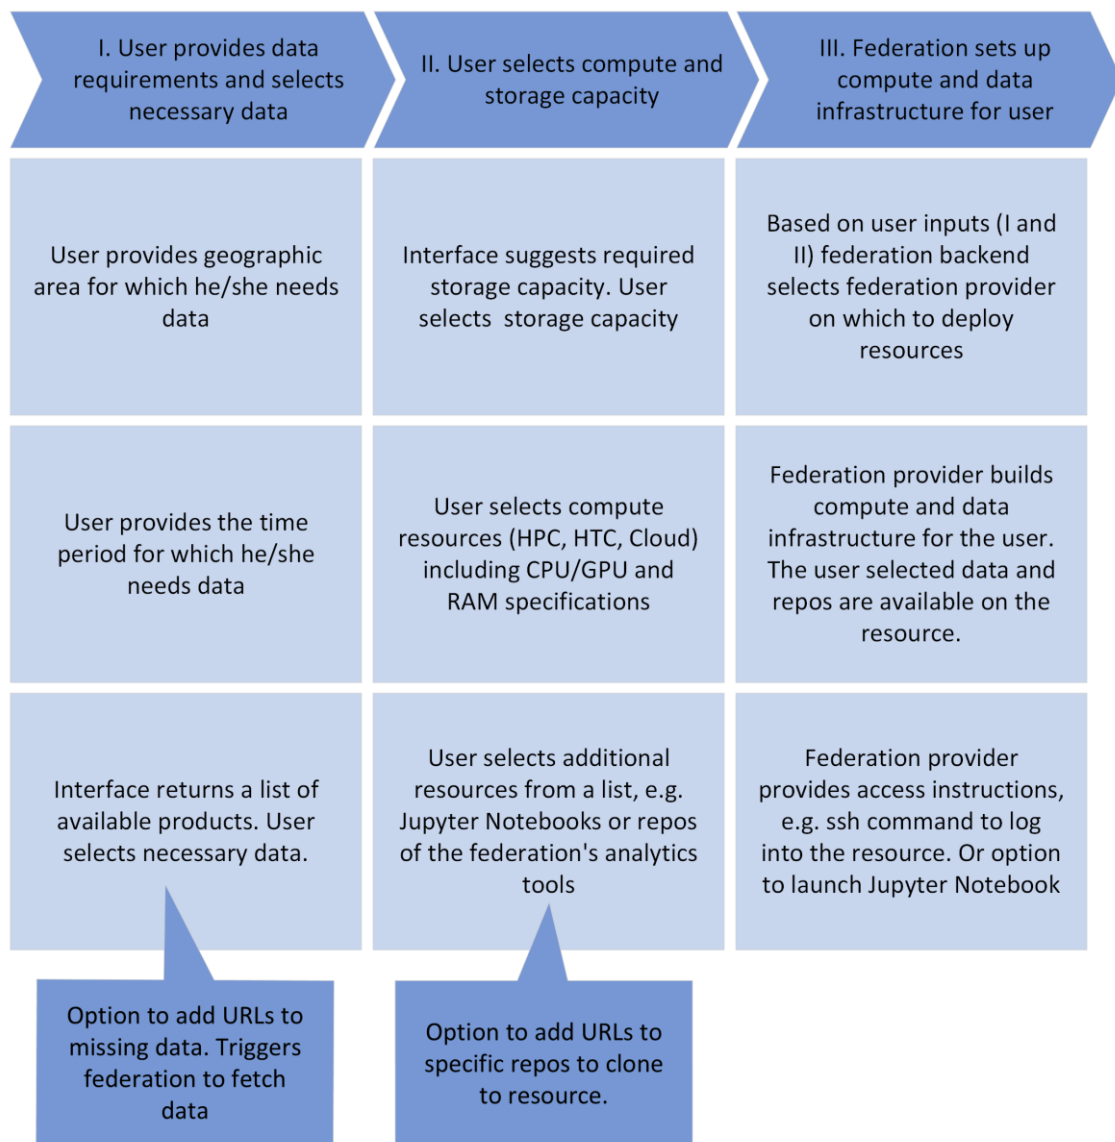 I. User provides data
requirements and selects
necessary data
II. User selects compute and
storage capacity
III. Federation sets up
compute and data
infrastructure for user
User provides geographic
area for which he/she needs
data
Interface suggests required
storage capacity. User
selects  storage capacity
Based on user inputs (I and
II) federation backend
selects federation provider
on which to deploy
resources
User provides the time
period for which he/she
needs data
User selects compute
resources (HPC, HTC, Cloud)
including CPU/GPU and
RAM specifications
Federation provider builds
compute and data
infrastructure for the user.
The user selected data and
repos are available on the
resource.
Interface returns a list of
available products. User
selects necessary data.
User selects additional
resources from a list, e.g.
Jupyter Notebooks or repos
of the federation's analytics
tools
Federation provider
provides access instructions,
e.g. ssh command to log
into the resource. Or option
to launch Jupyter Notebook
Option to add URLs to
missing data. Triggers
federation to fetch
data
Option to add URLs to
specific repos to clone
to resource.